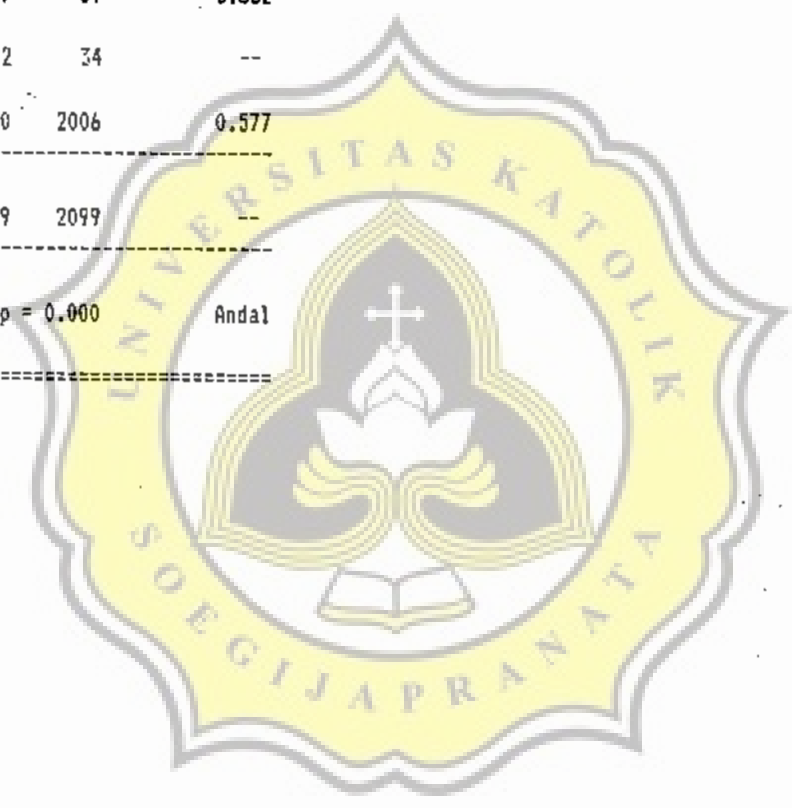 2 34 --
0 2006 0.577
9 2099 --
p = 0.000 Andal
UNIVERSITAS KATOLIK
SOEGIJAPRANATA